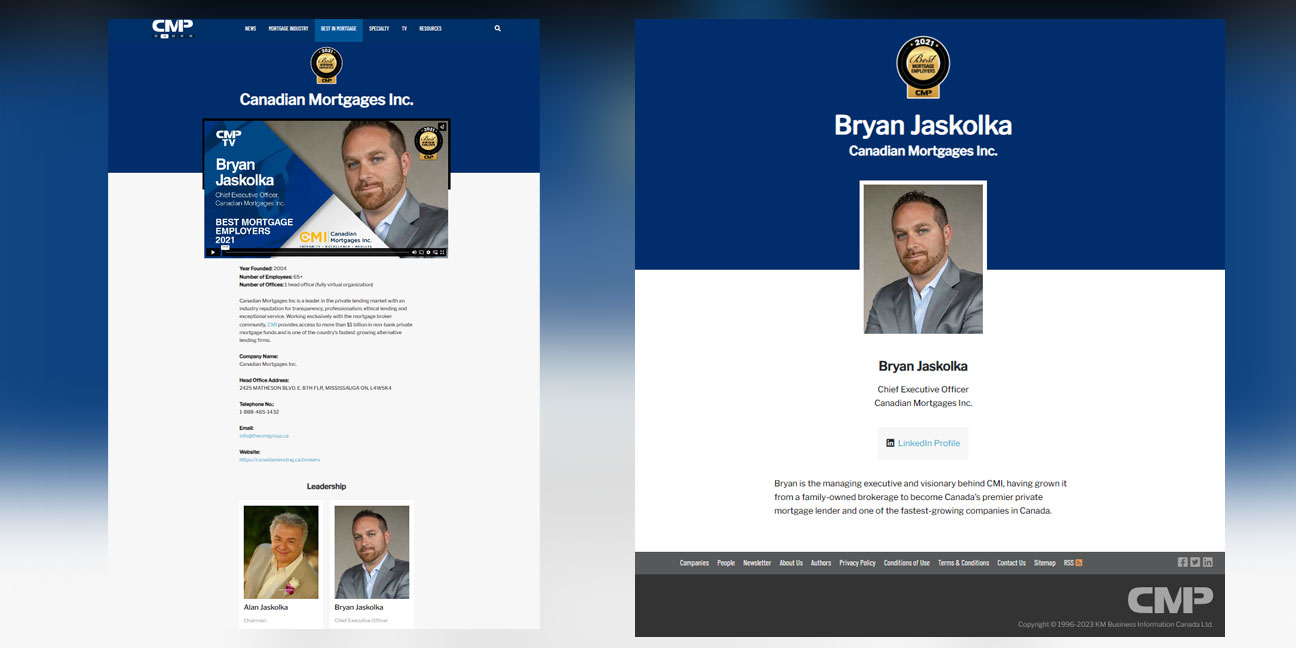 CMP
NEWS
MORTGAGE INDUSTRY
BEST IN MORTGAGE
SPECIALTY
TV
RESOURCES
2021
Best
MORTGAGE
EMPLOYERS
CMP
Canadian Mortgages Inc.
CMP
TV
2021
Best
CMP
Bryan
Jaskolka
Chief Executive Officer,
Canadian Mortgages Inc.
BEST MORTGAGE
EMPLOYERS
2021
CMI Canadian
Mortgages Inc.
Year Founded: 2004
Number of Employees: 65+
Number of Offices: 1 head office (fully virtual organization)
Canadian Mortgages Inc is a leader in the private lending market with an
industry reputation for transparency, professionalism, ethical lending and
exceptional service. Working exclusively with the mortgage broker
community, CMI provides access to more than $1 billion in non-bank private
mortgage funds and is one of the country's fastest-growing alternative
lending firms.
Company Name:
Canadian Mortgages Inc.
Head Office Address:
2425 MATHESON BLVD. E, 8TH FLR, MISSISSAUGA ON, L4W5K4
Telephone No.:
1-888-465-1432
Email:
info@thecmigroup.ca
Website:
https://canadianlending.ca/brokers
Leadership
Alan Jaskolka
Chairman
Bryan Jaskolka
Chief Executive Officer
2021
Best
MORTGAGE
EMPLOYERS
CMP
Bryan Jaskolka
Canadian Mortgages Inc.
Bryan Jaskolka
Chief Executive Officer
Canadian Mortgages Inc.
in LinkedIn Profile
Bryan is the managing executive and visionary behind CMI, having grown it
from a family-owned brokerage to become Canada's premier private
mortgage lender and one of the fastest-growing companies in Canada.
Companies People Newsletter About Us Authors Privacy Policy Conditions of Use Terms & Conditions Contact Us Sitemap RSS
CMP
Copyright © 1996-2023 KM Business Information Canada Ltd.